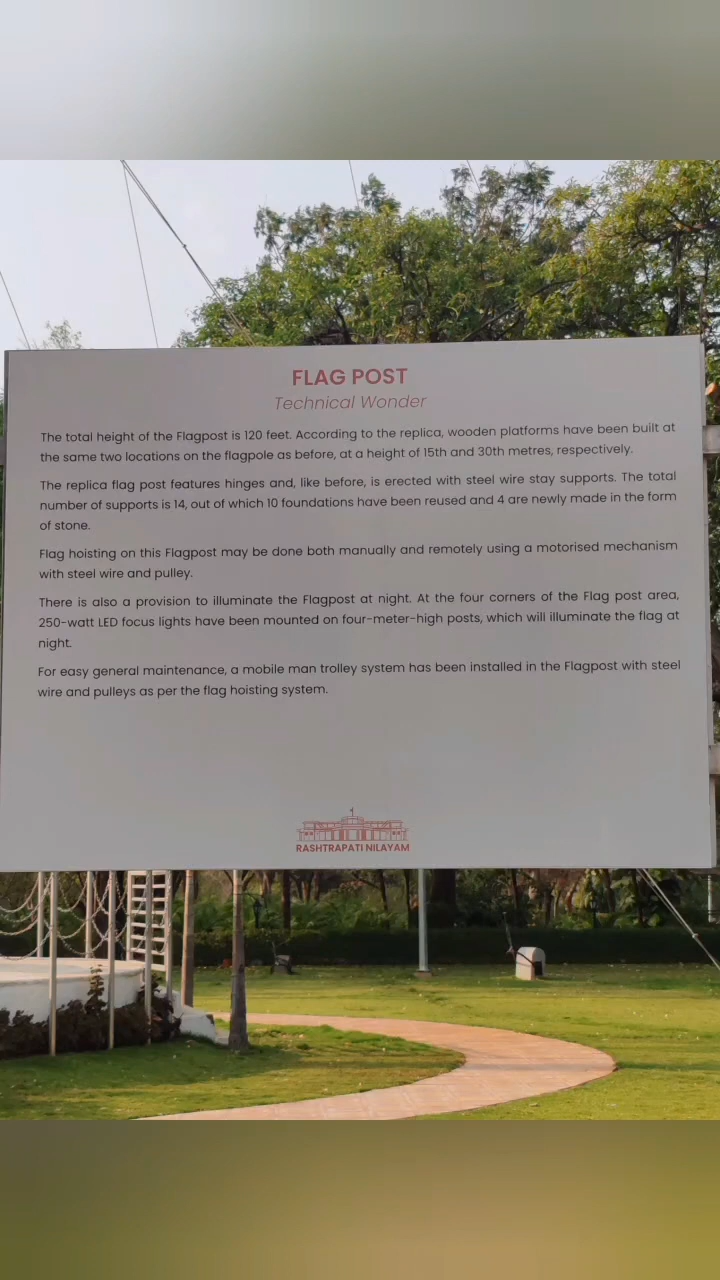 FLAG POST
Technical Wonder
The total height of the Flagpost is 120 feet. According to the replica, wooden platforms have been built at
the same two locations on the flagpole as before, at a height of 15th and 30th metres, respectively.
The replica flag post features hinges and, like before, is erected with steel wire stay supports. The total
number of supports is 14, out of which 10 foundations have been reused and 4 are newly made in the form
of stone.
Flag hoisting on this Flagpost may be done both manually and remotely using a motorised mechanism
with steel wire and pulley.
There is also a provision to illuminate the Flagpost at night. At the four corners of the Flag post area,
250-watt LED focus lights have been mounted on four-meter-high posts, which will illuminate the flag at
night.
For easy general maintenance, a mobile man trolley system has been installed in the Flagpost with steel
wire and pulleys as per the flag hoisting system.
RASHTRAPATI NILAYAM